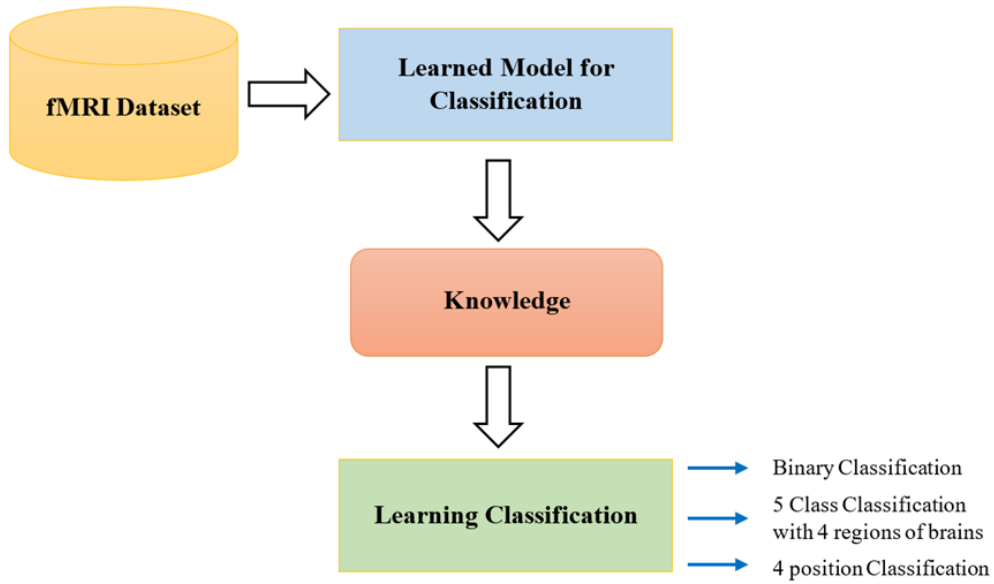 fMRI Dataset
Learned Model for
Classification
Knowledge
Learning Classification
Binary Classification
5 Class Classification
with 4 regions of brains
4 position Classification